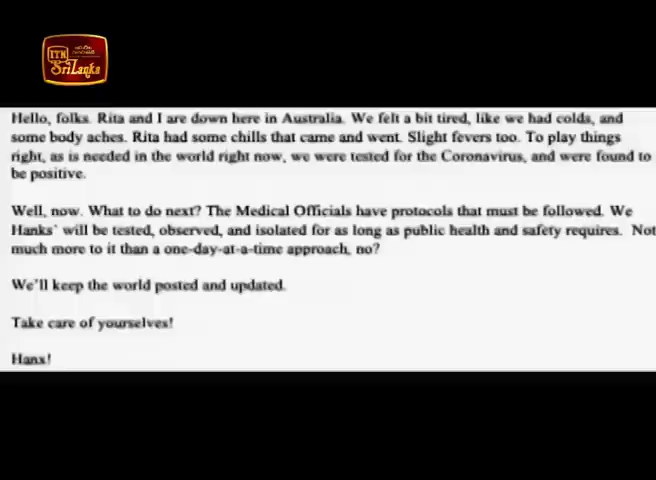 ITN
SriLanka
Hello, folks. Rita and I are down here in Australia. We felt a bit tired, like we had colds, and
some body aches. Rita had some chills that came and went. Slight fevers too. To play things
right, as is needed in the world right now, we were tested for the Coronavirus, and were found to
be positive.
Well, now. What to do next? The Medical Officials have protocols that must be followed. We
Hanks' will be tested, observed, and isolated for as long as public health and safety requires. Not
much more to it than a one-day-at-a-time approach, no?
We'll keep the world posted and updated.
Take care of yourselves!
Hanx!